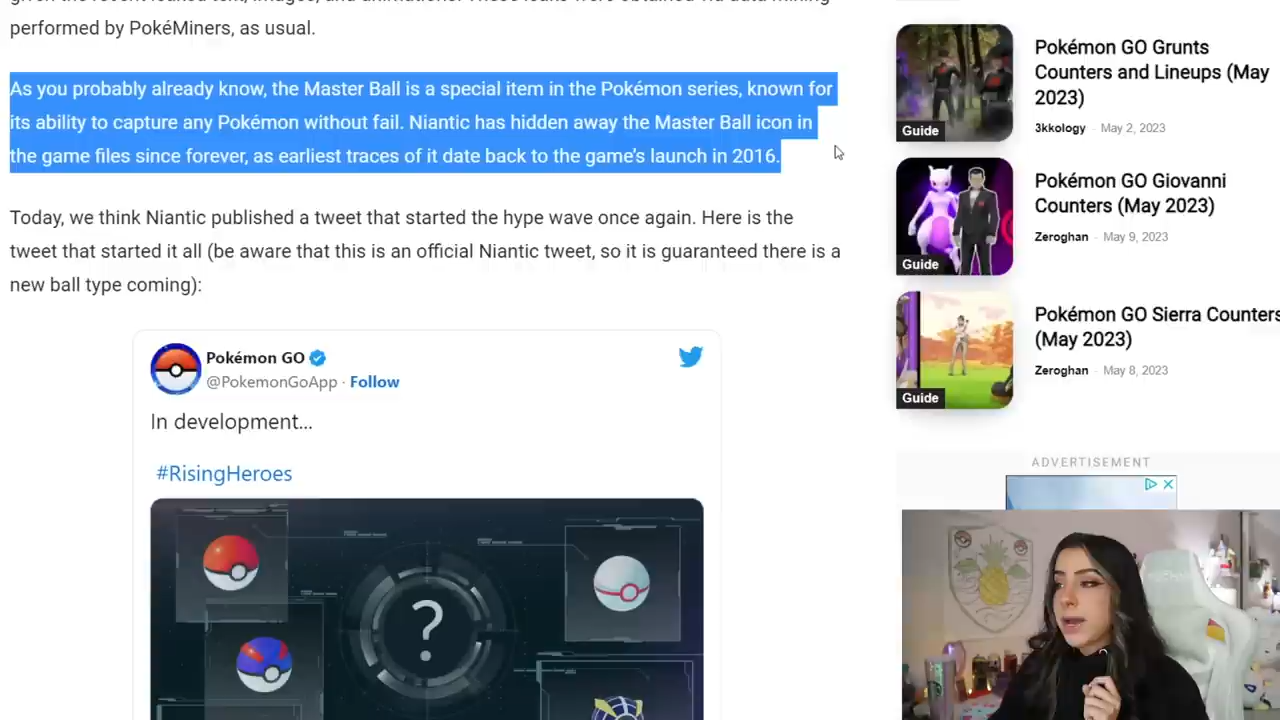 performed by PokéMiners, as usual.
As you probably already know, the Master Ball is a special item in the Pokémon series, known for
its ability to capture any Pokémon without fail. Niantic has hidden away the Master Ball icon in
the game files since forever, as earliest traces of it date back to the game's launch in 2016.
Today, we think Niantic published a tweet that started the hype wave once again. Here is the
tweet that started it all (be aware that this is an official Niantic tweet, so it is guaranteed there is a
new ball type coming):
Pokémon GO
@PokemonGoApp · Follow
In development...
#RisingHeroes
?
Pokémon GO Grunts
Counters and Lineups (May
2023)
Guide
3kkology - May 2, 2023
Pokémon GO Giovanni
Counters (May 2023)
Zeroghan - May 9, 2023
Guide
Pokémon GO Sierra Counters
(May 2023)
Zeroghan - May 8, 2023
Guide
ADVERTISEMENT